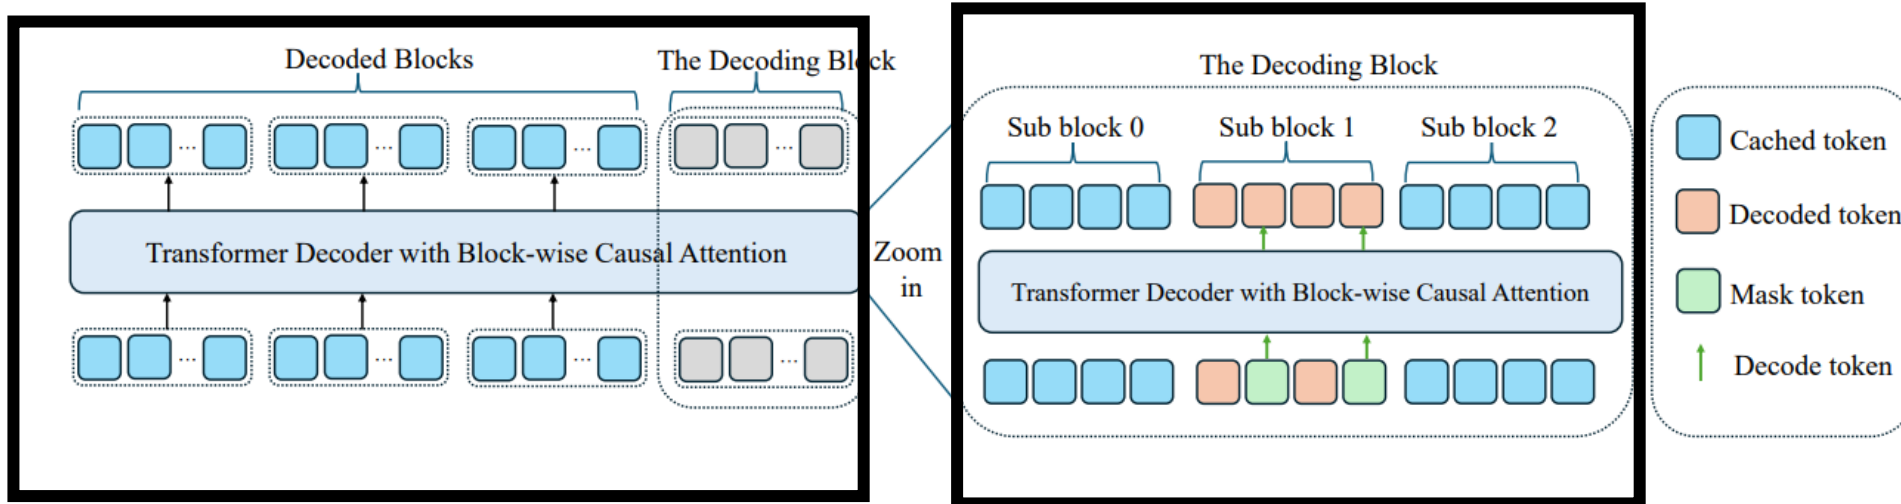 Decoded Blocks
The Decoding Block
...
...
...
...
Transformer Decoder with Block-wise Causal Attention
...
...
...
...
Zoom
in
The Decoding Block
Sub block 0
Sub block 1
Sub block 2
Transformer Decoder with Block-wise Causal Attention
Cached token
Decoded token
Mask token
Decode token